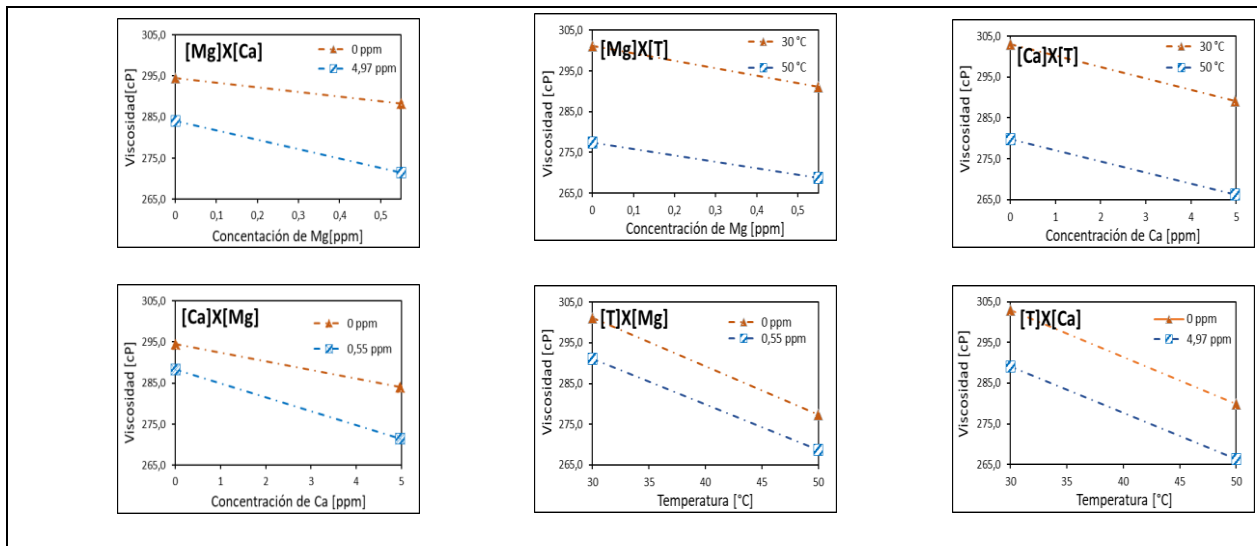 [Mg]X[Ca]
0 ppm
4,97 ppm
305,0
295,0
285,0
275,0
265,0
Viscosidad[cP]
0 0,1 0,2 0,3 0,4 0,5
Concentación de Mg[ppm]
[Mg]X[T]
30 °C
50 °C
305,0
295,0
285,0
275,0
265,0
Viscosidad [cP]
0 0,1 0,2 0,3 0,4 0,5
Concentración de Mg [ppm]
[Ca]X[T]
30 °C
50 °C
305,0
295,0
285,0
275,0
265,0
Viscosidad [cP]
0 1 2 3 4 5
Concentración de Ca [ppm]
[Ca]X[Mg]
0 ppm
0,55 ppm
305,0
295,0
285,0
275,0
265,0
Viscosidad [cP]
0 1 2 3 4 5
Concentración de Ca [ppm]
[T]X[Mg]
0 ppm
0,55 ppm
305,0
295,0
285,0
275,0
265,0
Viscosidad [cP]
30 35 40 45 50
Temperatura [°C]
[T]X[Ca]
0 ppm
4,97 ppm
305,0
295,0
285,0
275,0
265,0
Viscosidad [cP]
30 35 40 45 50
Temperatura [°C]